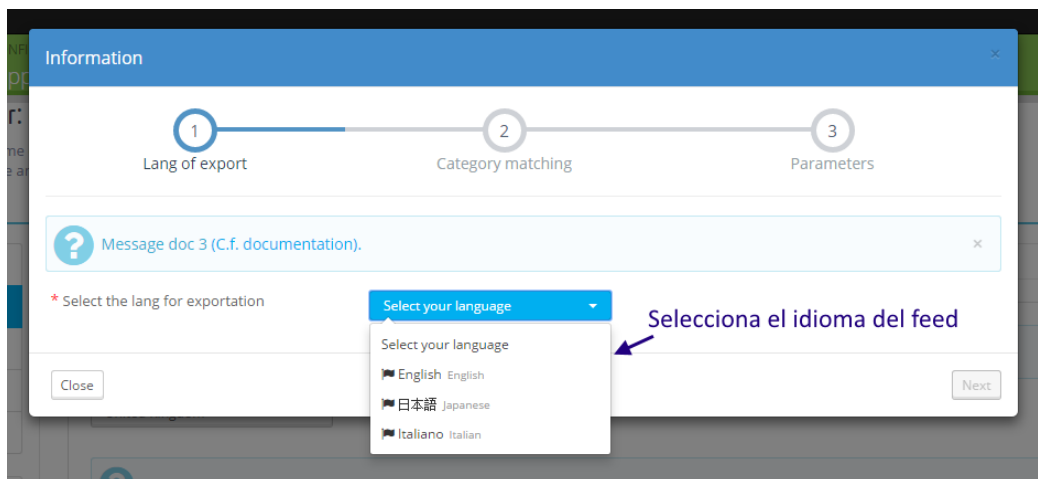 Information
×
1
2
3
Lang of export
Category matching
Parameters
?
Message doc 3 (C.f. documentation).
×
* Select the lang for exportation
Select your language
Selecciona el idioma del feed
Select your language
English English
日本語 Japanese
Italiano Italian
Close
Next